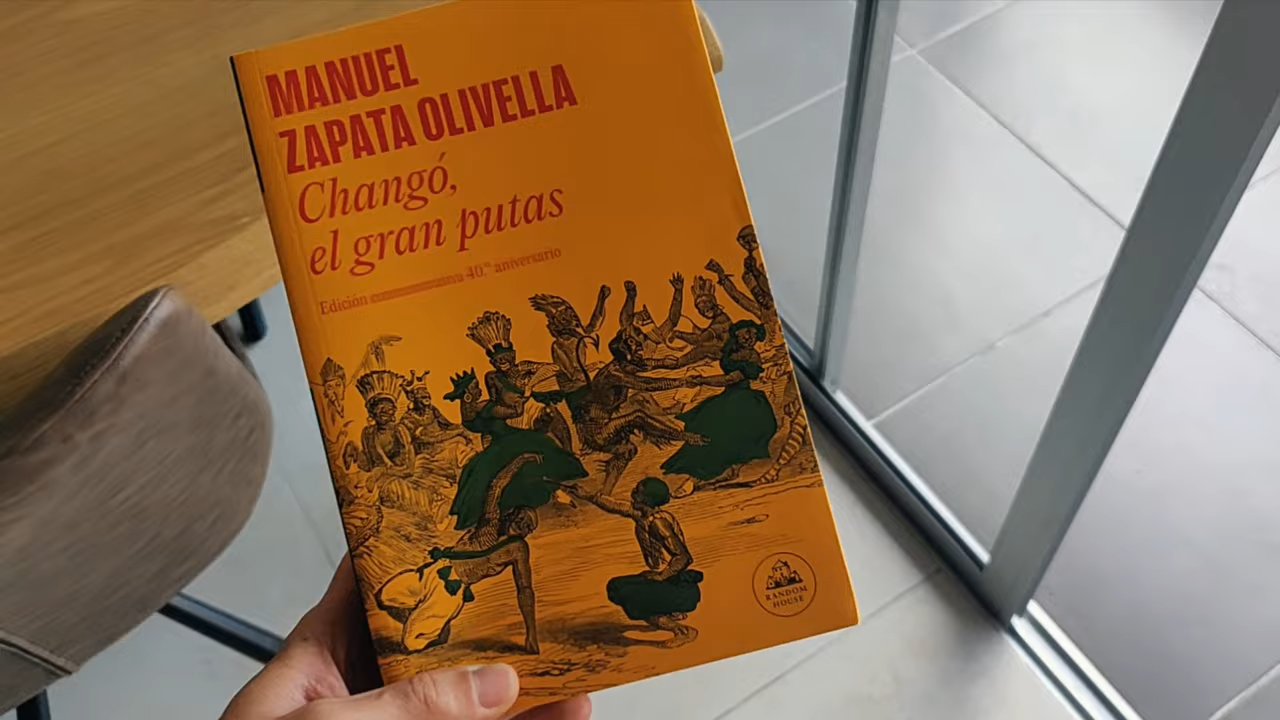 MANUEL
ZAPATA OLIVELLA
Changó,
el gran putas
Edición
40.º aniversario
RANDOM
HOUSE